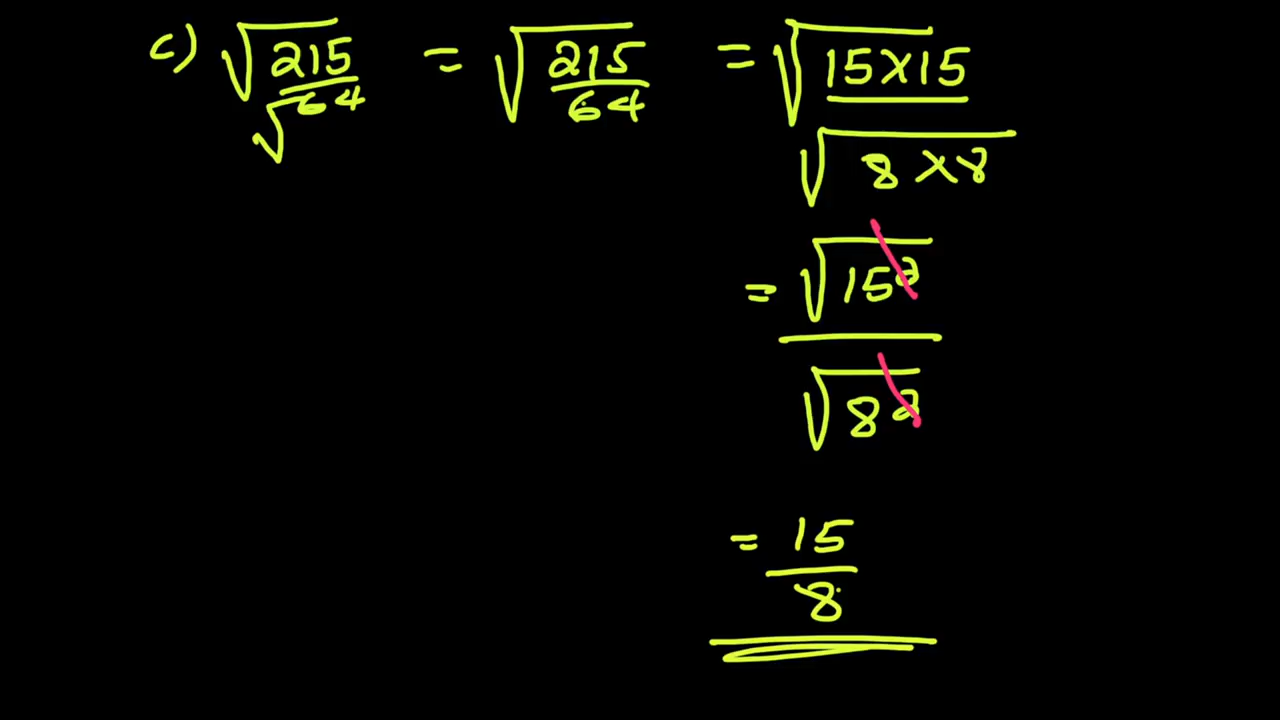 c) √215/√64 = √215/64 = √15×15/√8×8
= √15²/√8²
= 15/8